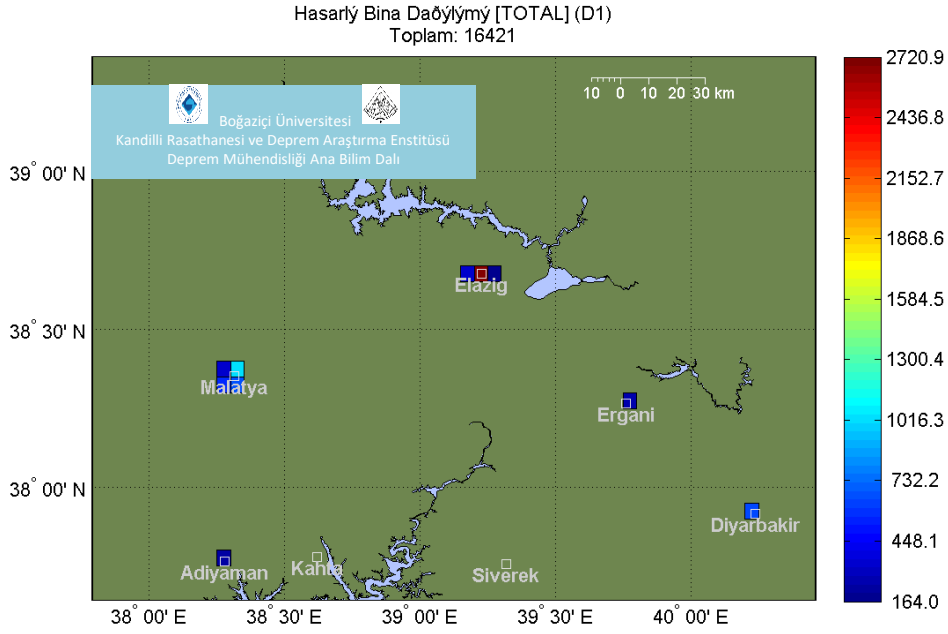 Hasarlý Bina Daðýlýmý [TOTAL] (D1)
Toplam: 16421
Boğaziçi Üniversitesi
Kandilli Rasathanesi ve Deprem Araştırma Enstitüsü
Deprem Mühendisliği Ana Bilim Dalı
10 0 10 20 30 km
39° 00' N
38° 30' N
38° 00' N
Elazig
Malatya
Ergani
Diyarbakir
Adiyaman
Kahta
Siverek
38° 00' E
38° 30' E
39° 00' E
39° 30' E
40° 00' E
2720.9
2436.8
2152.7
1868.6
1584.5
1300.4
1016.3
732.2
448.1
164.0